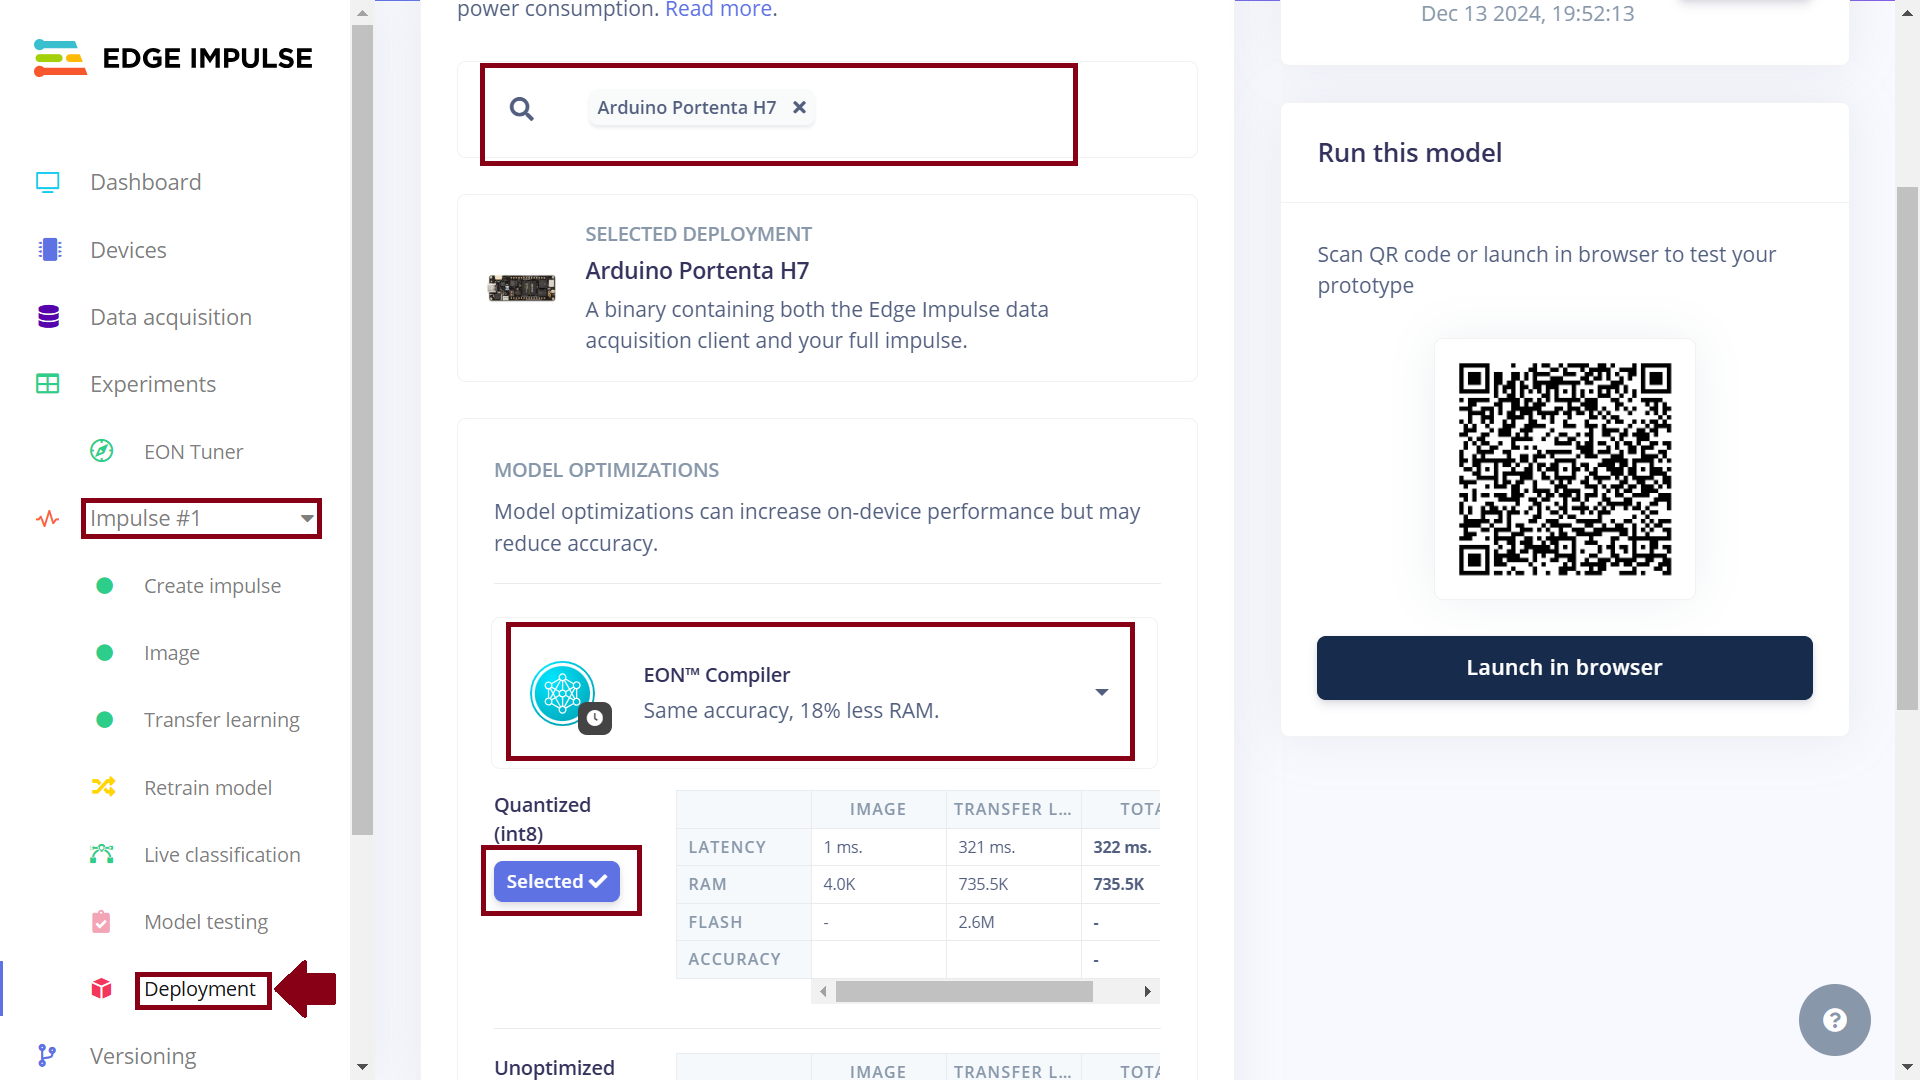 EDGE IMPULSE
Dashboard
Devices
Data acquisition
Experiments
EON Tuner
Impulse #1
Create impulse
Image
Transfer learning
Retrain model
Live classification
Model testing
Deployment
Versioning
power consumption. Read more.
Arduino Portenta H7 ×
SELECTED DEPLOYMENT
Arduino Portenta H7
A binary containing both the Edge Impulse data
acquisition client and your full impulse.
MODEL OPTIMIZATIONS
Model optimizations can increase on-device performance but may
reduce accuracy.
EON™ Compiler
Same accuracy, 18% less RAM.
Quantized
(int8)
Selected
IMAGE TRANSFER L... TOTA
LATENCY 1 ms. 321 ms. 322 ms.
RAM 4.0K 735.5K 735.5K
FLASH - 2.6M -
ACCURACY -
Unoptimized
IMAGE TRANSFER L... TOTA
Dec 13 2024, 19:52:13
Run this model
Scan QR code or launch in browser to test your
prototype
Launch in browser
?